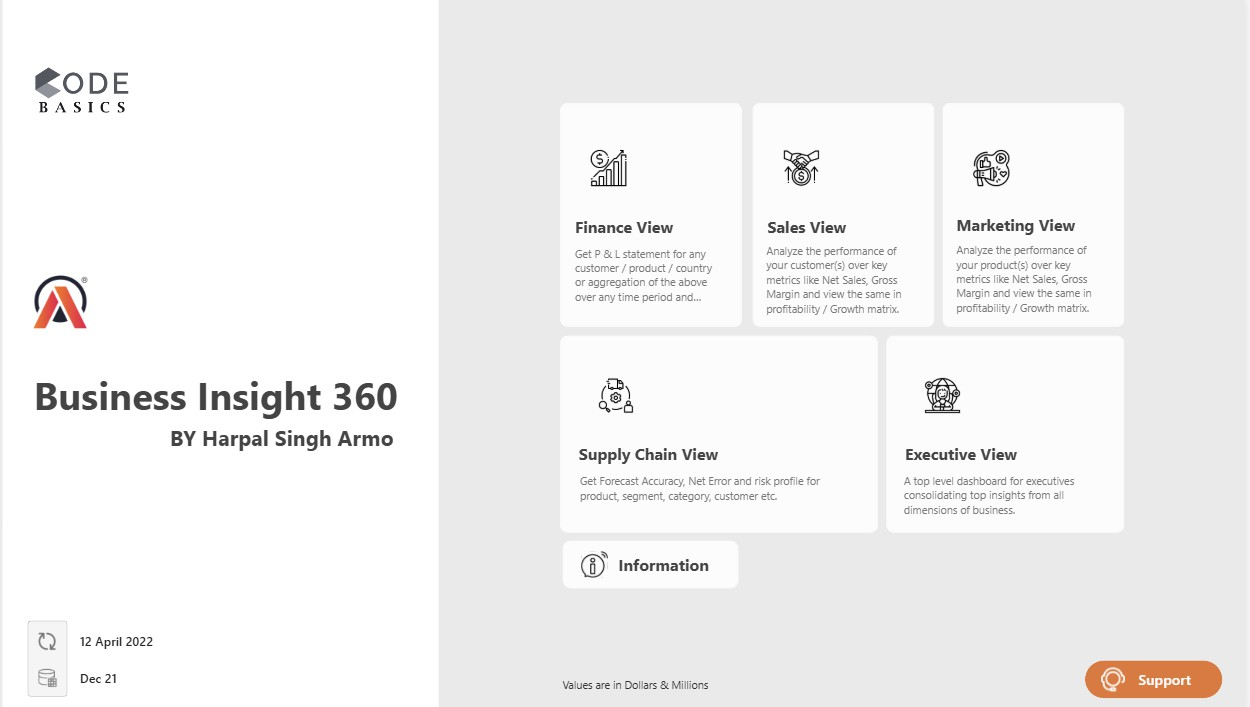 CODE
BASICS
®
Business Insight 360
BY Harpal Singh Armo
12 April 2022
Dec 21
Finance View
Get P & L statement for any
customer / product / country
or aggregation of the above
over any time period and...
Sales View
Analyze the performance of
your customer(s) over key
metrics like Net Sales, Gross
Margin and view the same in
profitability / Growth matrix.
Marketing View
Analyze the performance of
your product(s) over key
metrics like Net Sales, Gross
Margin and view the same in
profitability / Growth matrix.
Supply Chain View
Get Forecast Accuracy, Net Error and risk profile for
product, segment, category, customer etc.
Executive View
A top level dashboard for executives
consolidating top insights from all
dimensions of business.
Information
Values are in Dollars & Millions
Support